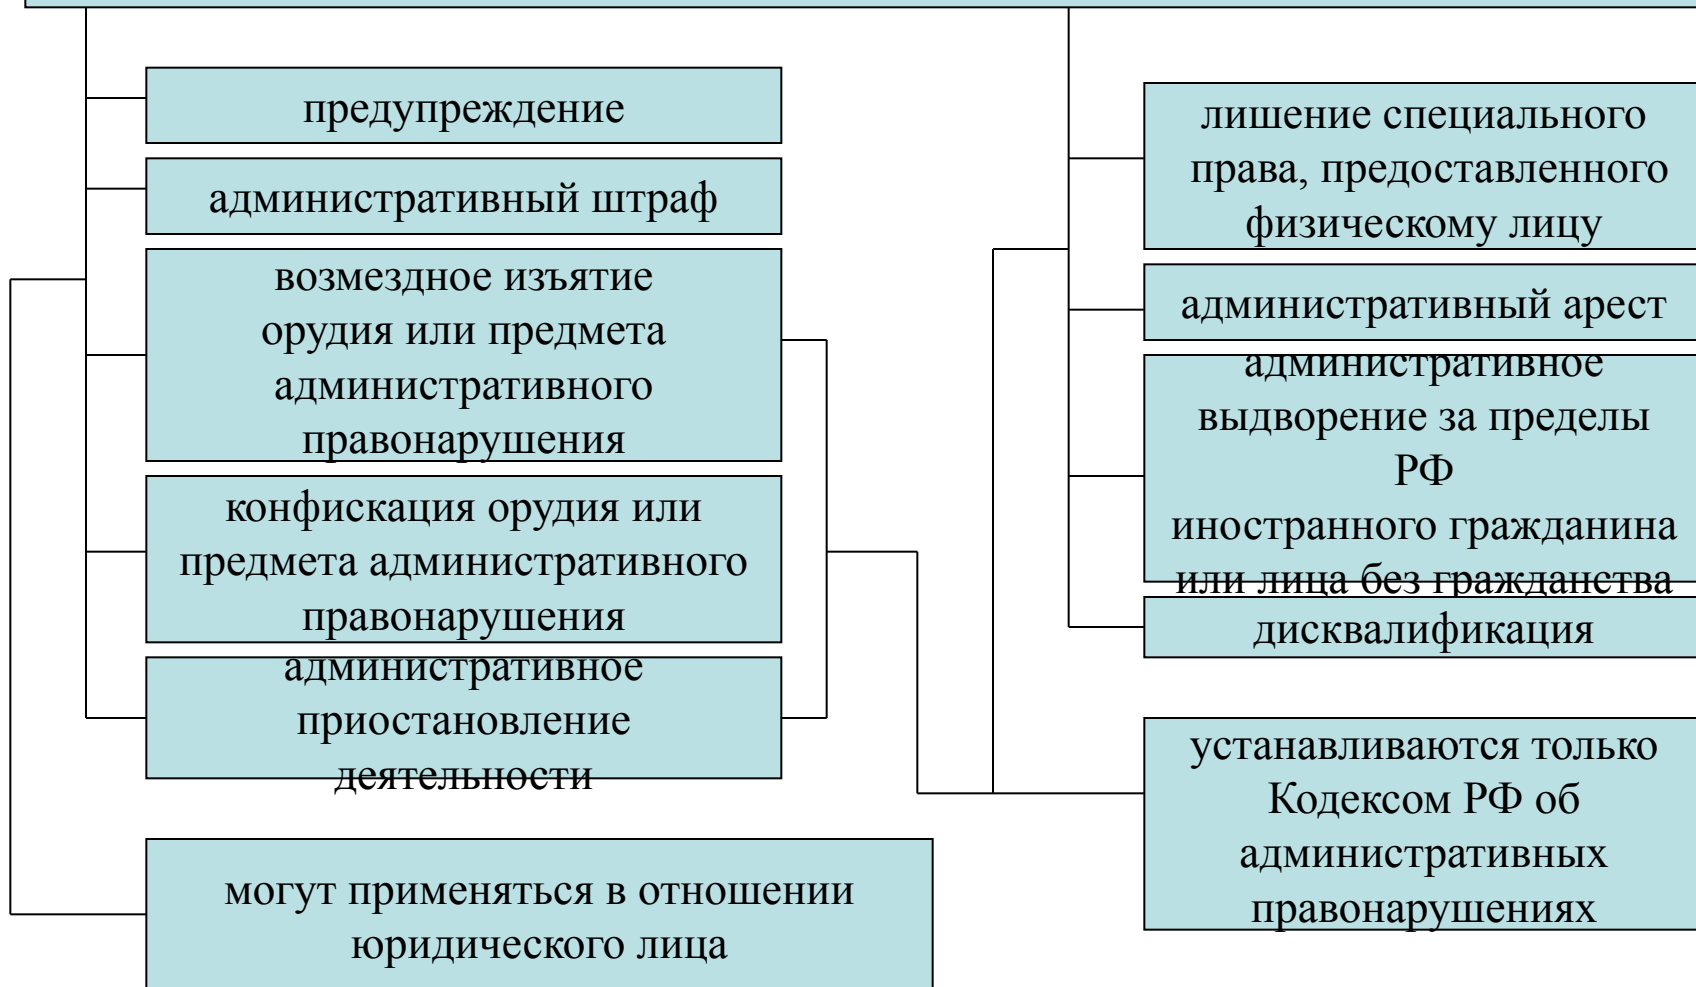 предупреждение
административный штраф
возмездное изъятие
орудия или предмета
административного
правонарушения
конфискация орудия или
предмета административного
правонарушения
административное
приостановление
деятельности
могут применяться в отношении
юридического лица
лишение специального
права, предоставленного
физическому лицу
административный арест
административное
выдворение за пределы
РФ
иностранного гражданина
или лица без гражданства
дисквалификация
устанавливаются только
Кодексом РФ об
административных
правонарушениях